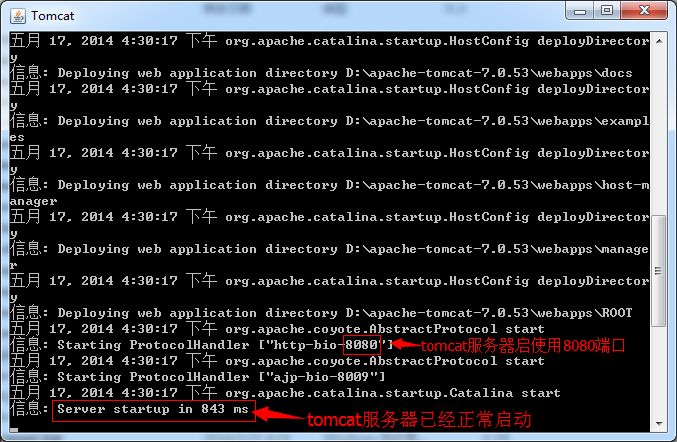 Tomcat
五月 17, 2014 4:30:17 下午 org.apache.catalina.startup.HostConfig deployDirector
y
信息: Deploying web application directory D:\apache-tomcat-7.0.53\webapps\docs
五月 17, 2014 4:30:17 下午 org.apache.catalina.startup.HostConfig deployDirector
y
信息: Deploying web application directory D:\apache-tomcat-7.0.53\webapps\exampl
es
五月 17, 2014 4:30:17 下午 org.apache.catalina.startup.HostConfig deployDirector
y
信息: Deploying web application directory D:\apache-tomcat-7.0.53\webapps\host-m
anager
五月 17, 2014 4:30:17 下午 org.apache.catalina.startup.HostConfig deployDirector
y
信息: Deploying web application directory D:\apache-tomcat-7.0.53\webapps\manage
r
五月 17, 2014 4:30:17 下午 org.apache.catalina.startup.HostConfig deployDirector
y
信息: Deploying web application directory D:\apache-tomcat-7.0.53\webapps\ROOT
五月 17, 2014 4:30:17 下午 org.apache.coyote.AbstractProtocol start
信息: Starting ProtocolHandler ["http-bio-8080"] tomcat服务器启使用8080端口
五月 17, 2014 4:30:17 下午 org.apache.coyote.AbstractProtocol start
信息: Starting ProtocolHandler ["ajp-bio-8009"]
五月 17, 2014 4:30:17 下午 org.apache.catalina.startup.Catalina start
信息: Server startup in 843 ms tomcat服务器已经正常启动